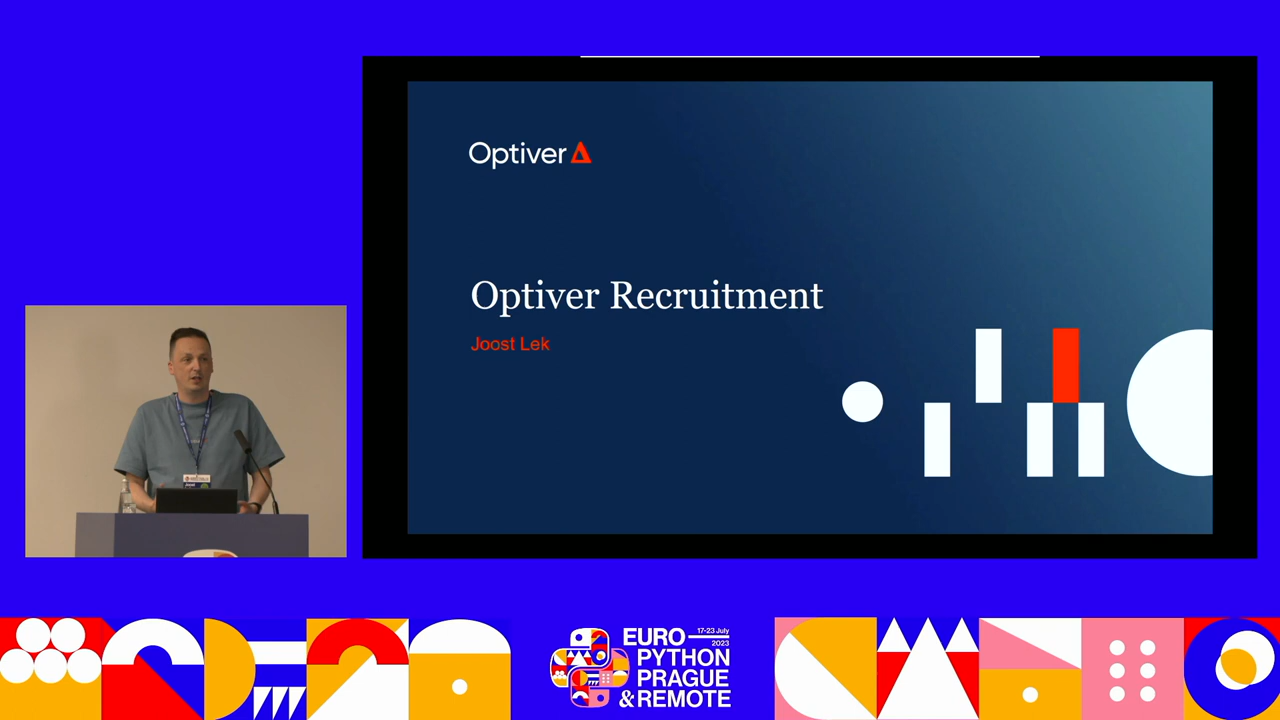 Optiver
Optiver Recruitment
Joost Lek
EURO
17-23 July
2023
PYTHON
PRAGUE
& REMOTE